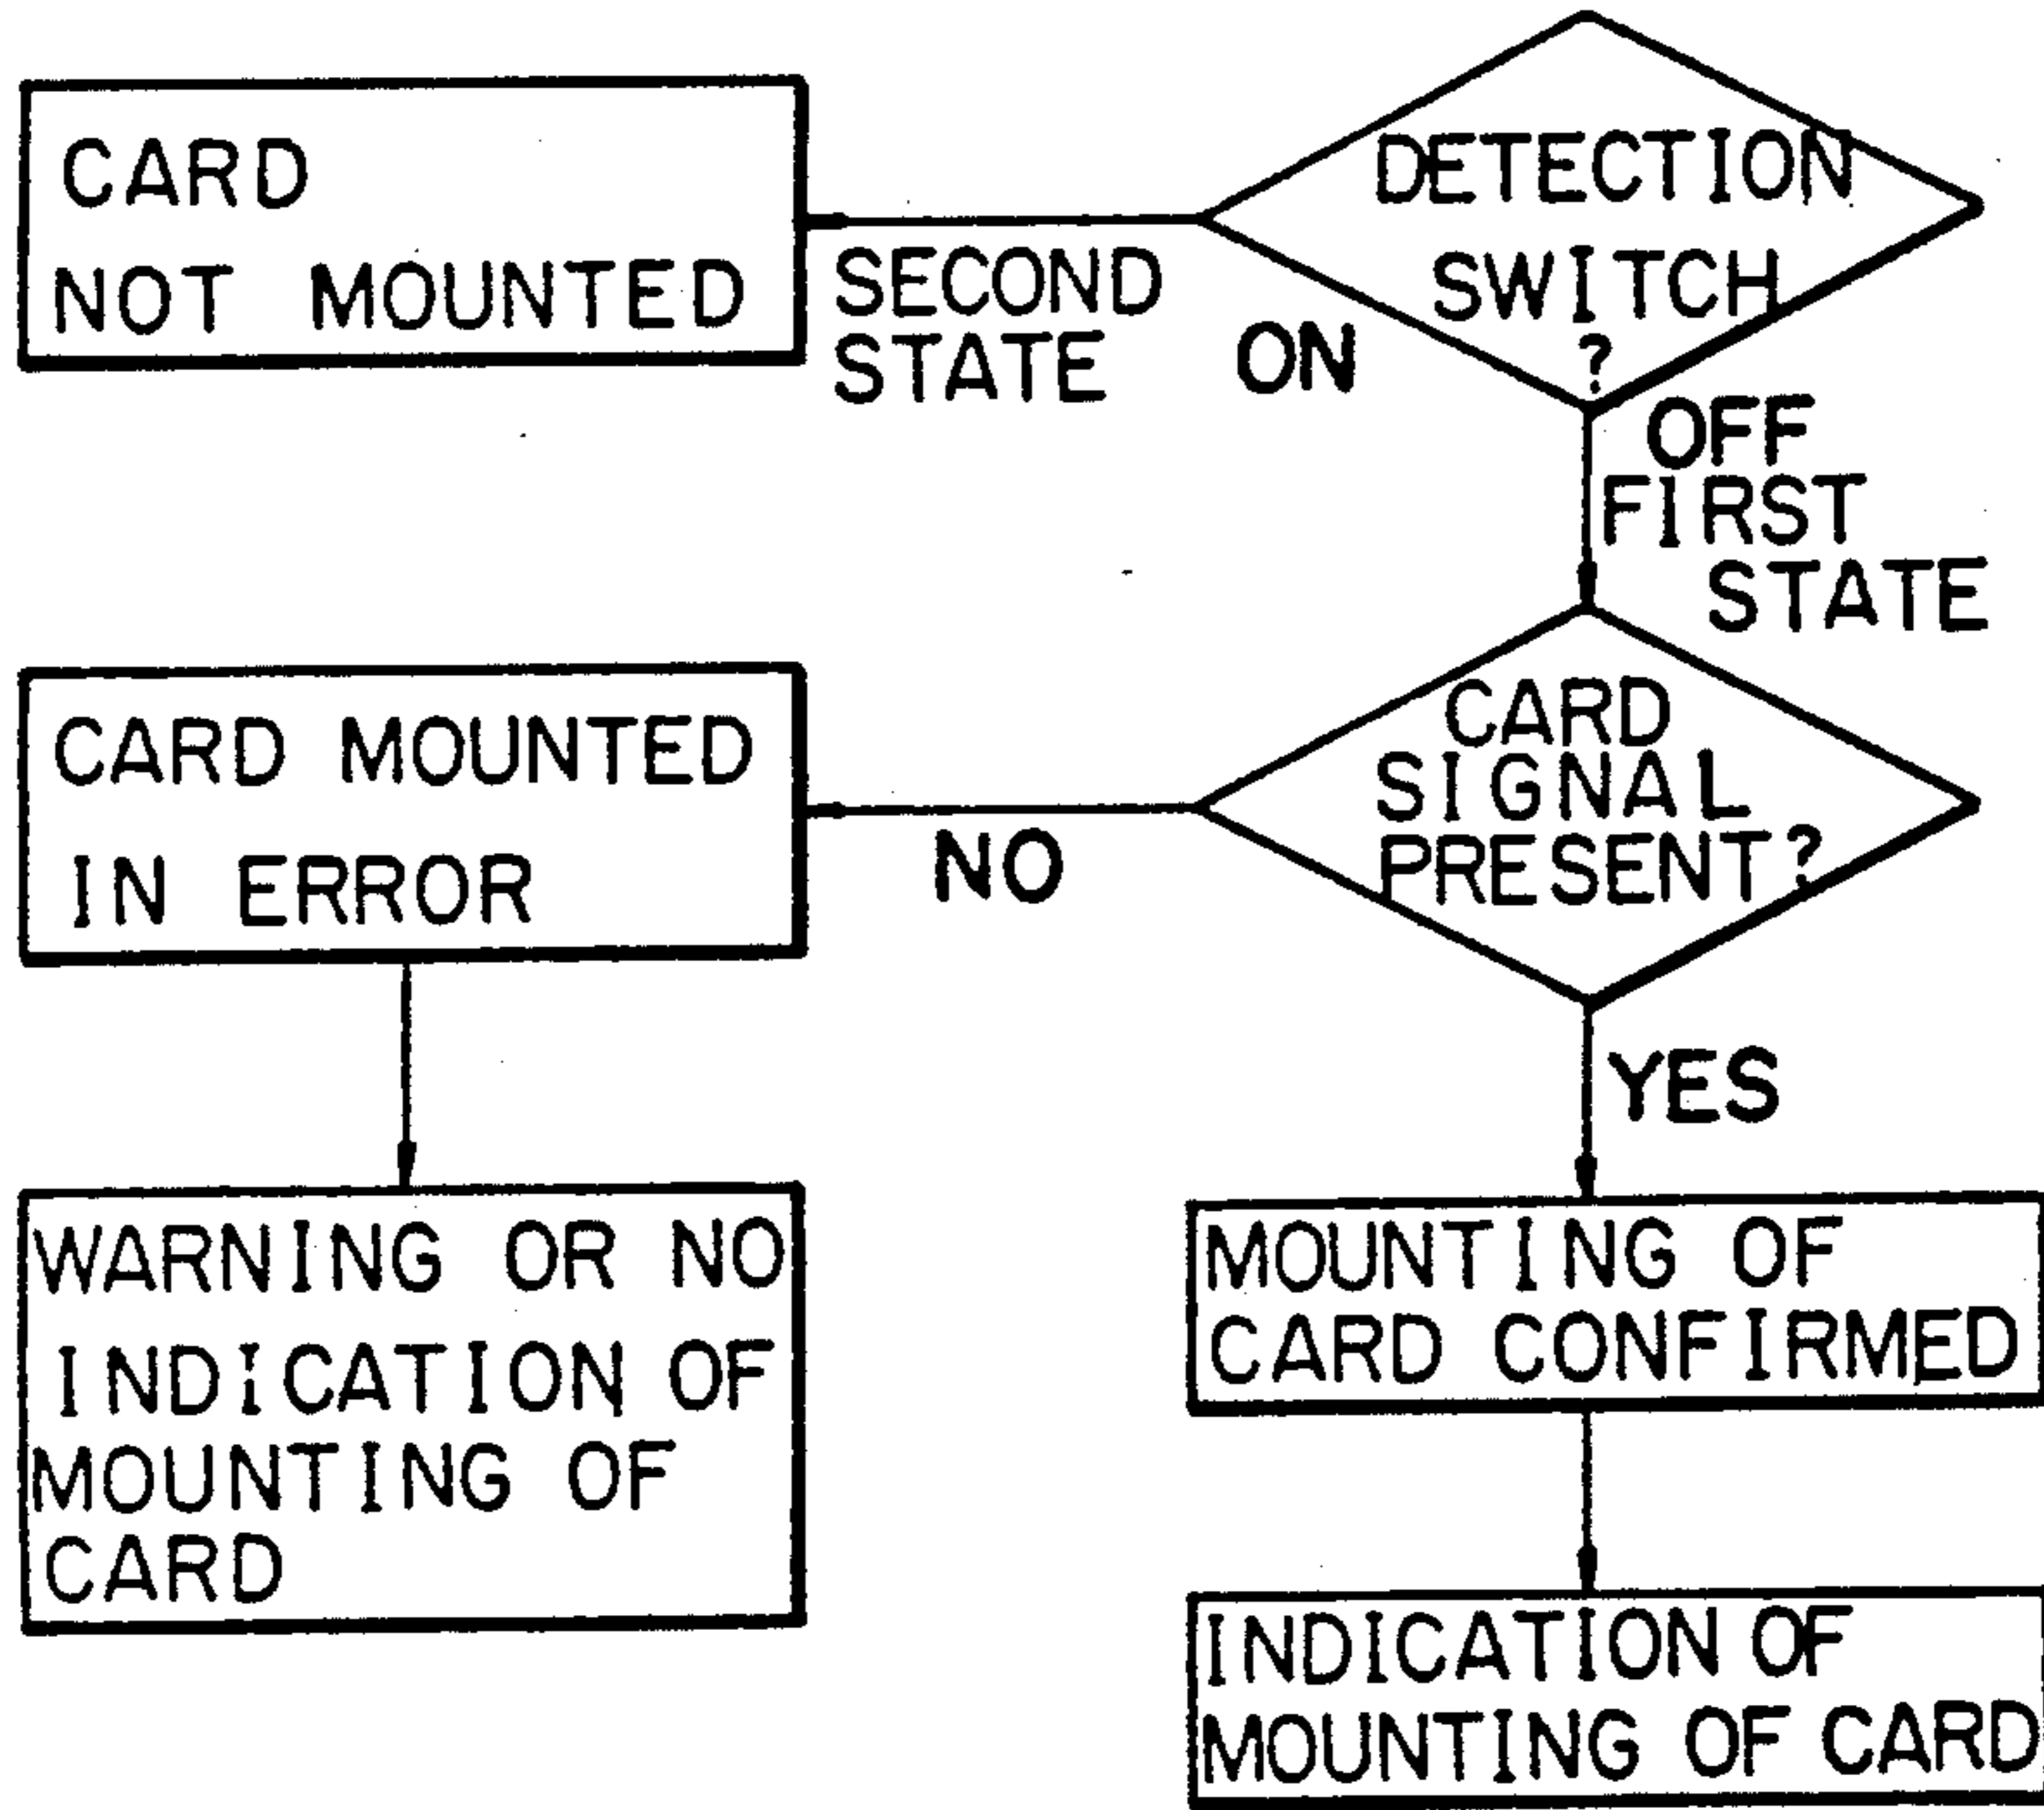 DETECTION
SWITCH
?
CARD
NOT MOUNTED
SECOND
STATE
ON
OFF
FIRST
STATE
CARD
SIGNAL
PRESENT?
CARD MOUNTED
IN ERROR
NO
YES
WARNING OR NO
INDICATION OF
MOUNTING OF
CARD
MOUNTING OF
CARD CONFIRMED
INDICATION OF
MOUNTING OF CARD